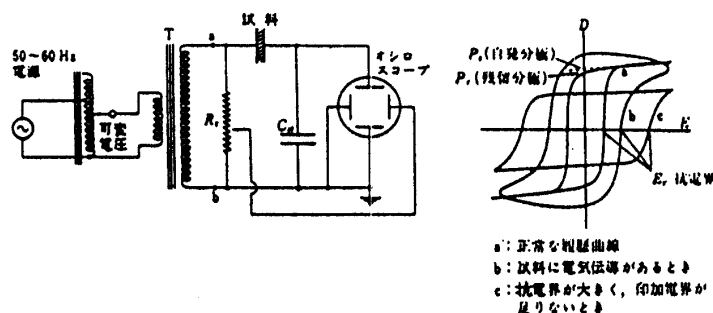 50~60 Hz
電源
可変
電圧
T
a
b
試料
R₁
C₀
オシロ
スコープ
D
P₅(自発分極)
Pᵣ(残留分極)
a
b
c
E
E꜀ 抗電界
a：正常な履歴曲線
b：試料に電気伝導があるとき
c：抗電界が大きく，印加電界が
足りないとき